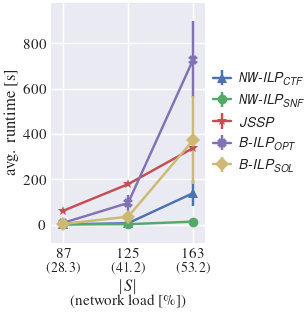 avg. runtime [s]
800
600
400
200
0
87
(28.3)
125
(41.2)
163
(53.2)
|S|
(network load [%])
NW-ILP_CTF
NW-ILP_SNF
JSSP
B-ILP_OPT
B-ILP_SOL